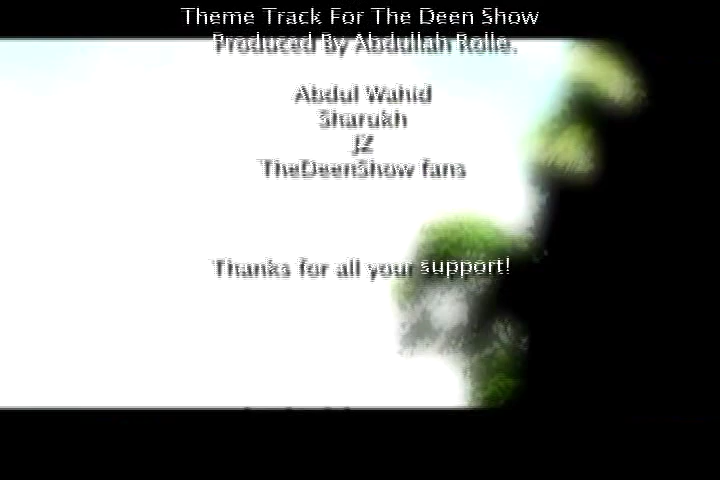 Theme Track For The Deen Show
Produced By Abdullah Rolle.
Abdul Wahid
Sharukh
JZ
TheDeenShow fans
Thanks for all your support!